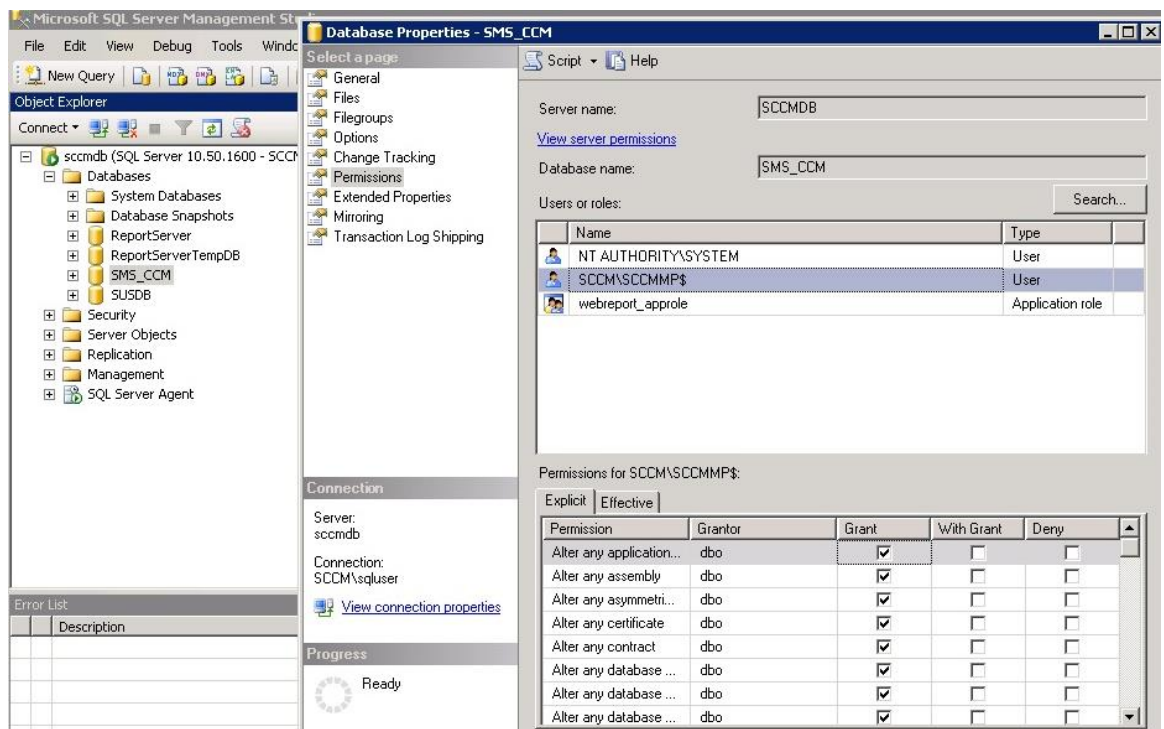 Microsoft SQL Server Management Studio
File Edit View Debug Tools Windo
New Query
Object Explorer
Connect
sccmdb (SQL Server 10.50.1600 - SCCM
Databases
System Databases
Database Snapshots
ReportServer
ReportServerTempDB
SMS_CCM
SUSDB
Security
Server Objects
Replication
Management
SQL Server Agent
Error List
Description
Database Properties - SMS_CCM
Select a page
General
Files
Filegroups
Options
Change Tracking
Permissions
Extended Properties
Mirroring
Transaction Log Shipping
Connection
Server:
sccmdb
Connection:
SCCM\sqluser
View connection properties
Progress
Ready
Script Help
Server name: SCCMDB
View server permissions
Database name: SMS_CCM
Users or roles: Search...
Name Type
NT AUTHORITY\SYSTEM User
SCCM\SCCMMP$ User
webreport_approle Application role
Permissions for SCCM\SCCMMP$:
Explicit Effective
Permission Grantor Grant With Grant Deny
Alter any application... dbo
Alter any assembly dbo
Alter any asymmetri... dbo
Alter any certificate dbo
Alter any contract dbo
Alter any database ... dbo
Alter any database ... dbo
Alter any database ... dbo